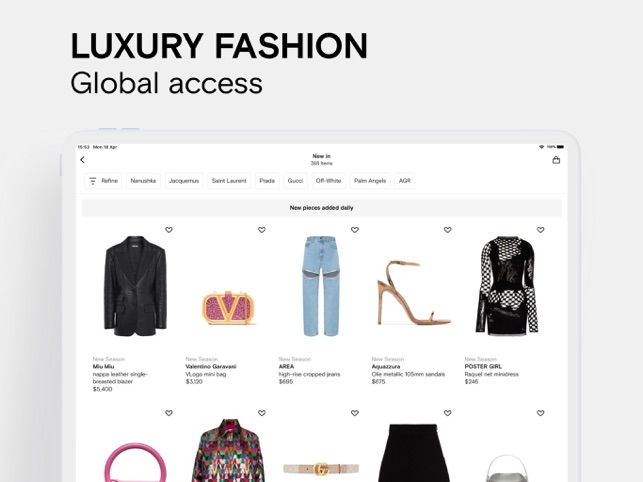 LUXURY FASHION
Global access
15:53 Mon 18 Apr
100%
New in
388 items
Refine
Nanushka
Jacquemus
Saint Laurent
Prada
Gucci
Off-White
Palm Angels
AGR
New pieces added daily
New Season
Miu Miu
nappa leather single-
breasted blazer
$5,400
New Season
Valentino Garavani
VLogo mini bag
$3,120
New Season
AREA
high-rise cropped jeans
$695
New Season
Aquazzura
Olie metallic 105mm sandals
$675
New Season
POSTER GIRL
Raquel net minidress
$246